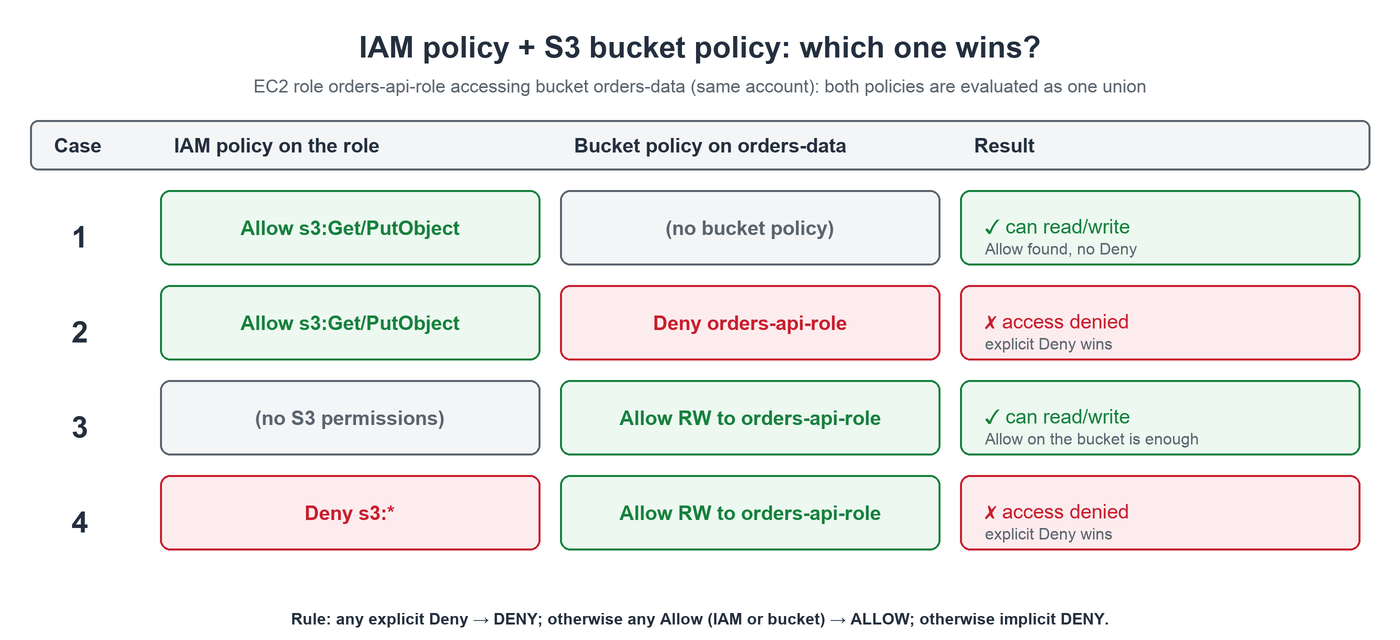 IAM policy + S3 bucket policy: which one wins?
EC2 role orders-api-role accessing bucket orders-data (same account): both policies are evaluated as one union
Case IAM policy on the role Bucket policy on orders-data Result
1 Allow s3:Get/PutObject (no bucket policy) ✓ can read/write
Allow found, no Deny
2 Allow s3:Get/PutObject Deny orders-api-role ✗ access denied
explicit Deny wins
3 (no S3 permissions) Allow RW to orders-api-role ✓ can read/write
Allow on the bucket is enough
4 Deny s3:* Allow RW to orders-api-role ✗ access denied
explicit Deny wins
Rule: any explicit Deny → DENY; otherwise any Allow (IAM or bucket) → ALLOW; otherwise implicit DENY.